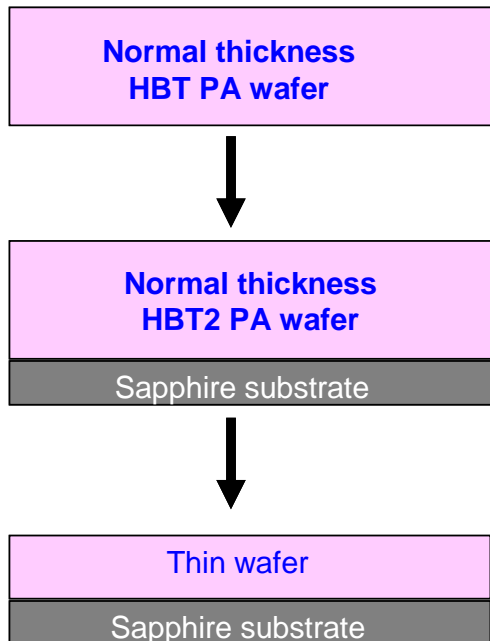 Normal thickness
HBT PA wafer
Normal thickness
HBT2 PA wafer
Sapphire substrate
Thin wafer
Sapphire substrate